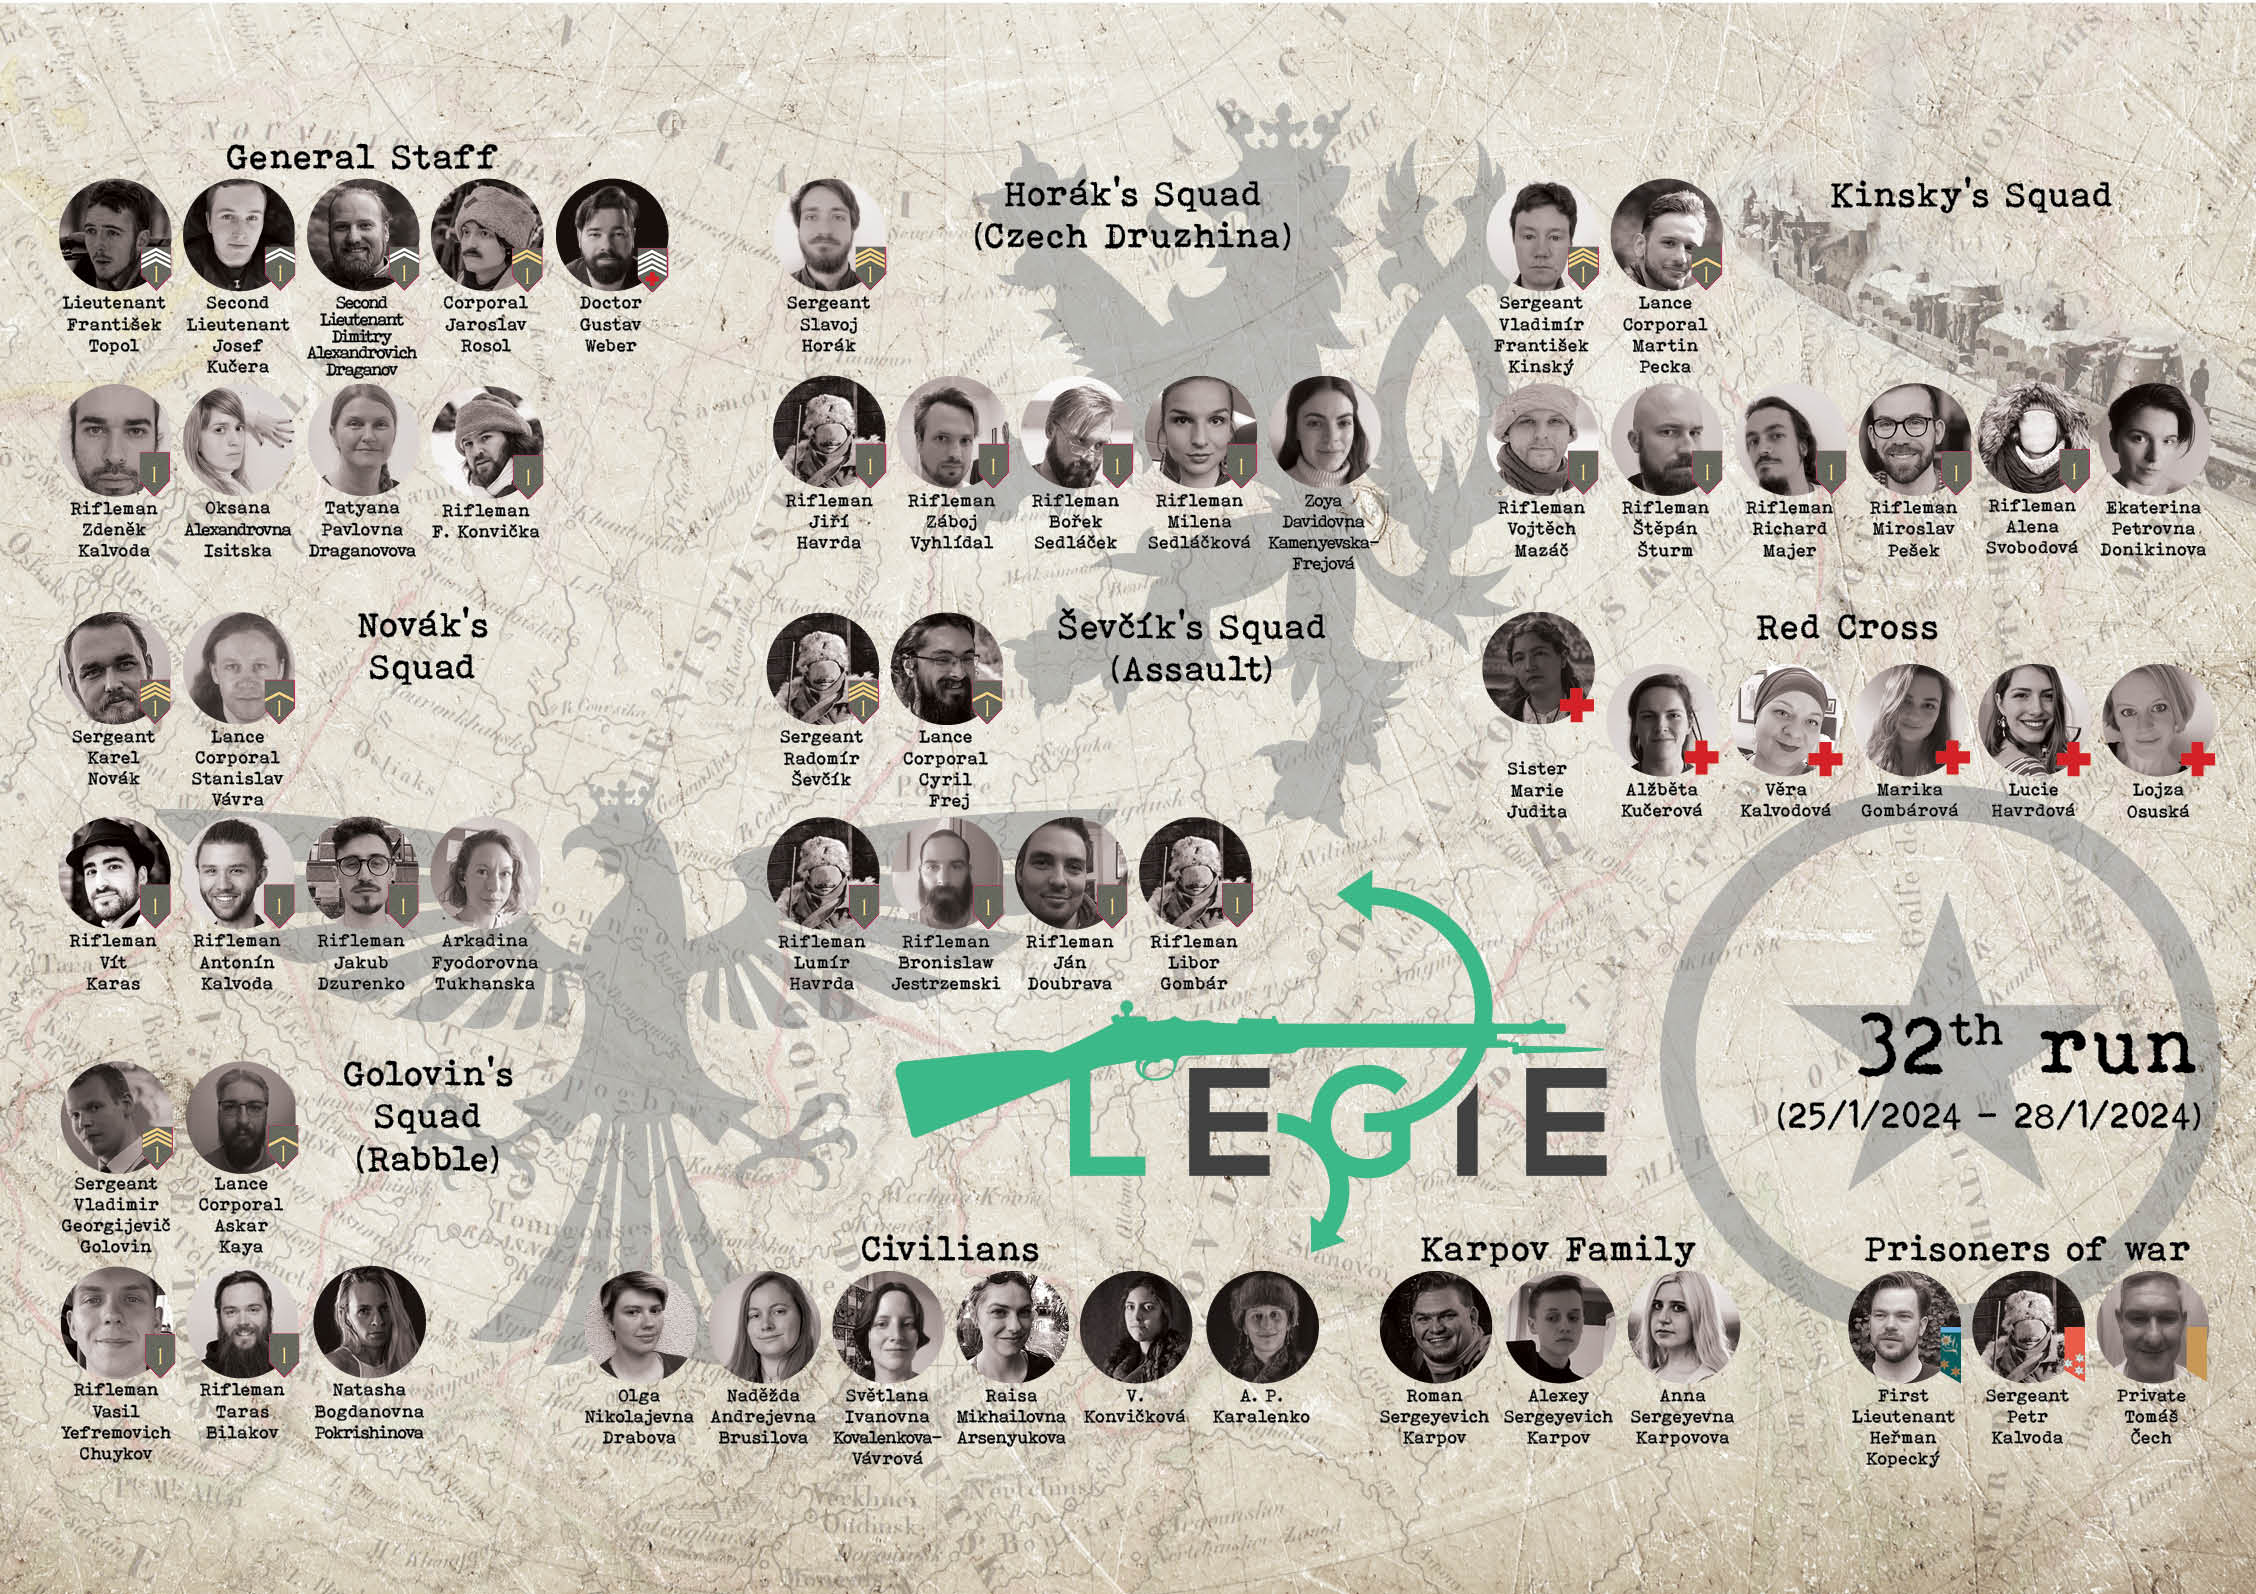 General Staff
Lieutenant
František
Topol
Second
Lieutenant
Josef
Kučera
Second
Lieutenant
Dimitry
Alexandrovich
Draganov
Corporal
Jaroslav
Rosol
Doctor
Gustav
Weber
Rifleman
Zdeněk
Kalvoda
Oksana
Alexandrovna
Isitska
Tatyana
Pavlovna
Draganovova
Rifleman
F. Konvička
Horák's Squad
(Czech Druzhina)
Sergeant
Slavoj
Horák
Rifleman
Jiří
Havrda
Rifleman
Záboj
Vyhlídal
Rifleman
Bořek
Sedláček
Rifleman
Milena
Sedláčková
Zoya
Davidovna
Kamenyevska-
Frejová
Kinsky's Squad
Sergeant
Vladimír
František
Kinský
Lance
Corporal
Martin
Pecka
Rifleman
Vojtěch
Mazáč
Rifleman
Štěpán
Šturm
Rifleman
Richard
Majer
Rifleman
Miroslav
Pešek
Rifleman
Alena
Svobodová
Ekaterina
Petrovna
Donikinova
Novák's
Squad
Sergeant
Karel
Novák
Lance
Corporal
Stanislav
Vávra
Rifleman
Vít
Karas
Rifleman
Antonín
Kalvoda
Rifleman
Jakub
Dzurenko
Arkadina
Fyodorovna
Tukhanska
Ševčík's Squad
(Assault)
Sergeant
Radomír
Ševčík
Lance
Corporal
Cyril
Frej
Rifleman
Lumír
Havrda
Rifleman
Bronislaw
Jestrzemski
Rifleman
Ján
Doubrava
Rifleman
Libor
Gombár
Red Cross
Sister
Marie
Judita
Alžběta
Kučerová
Věra
Kalvodová
Marika
Gombárová
Lucie
Havrdová
Lojza
Osuská
LEGIE
32th run
(25/1/2024 - 28/1/2024)
Golovin's
Squad
(Rabble)
Sergeant
Vladimir
Georgijevič
Golovin
Lance
Corporal
Askar
Kaya
Rifleman
Vasil
Yefremovich
Chuykov
Rifleman
Taras
Bilakov
Natasha
Bogdanovna
Pokrishinova
Civilians
Olga
Nikolajevna
Drabova
Naděžda
Andrejevna
Brusilova
Světlana
Ivanovna
Kovalenkova-
Vávrová
Raisa
Mikhailovna
Arsenyukova
V.
Konvičková
A. P.
Karalenko
Karpov Family
Roman
Sergeyevich
Karpov
Alexey
Sergeyevich
Karpov
Anna
Sergeyevna
Karpovova
Prisoners of war
First
Lieutenant
Heřman
Kopecký
Sergeant
Petr
Kalvoda
Private
Tomáš
Čech